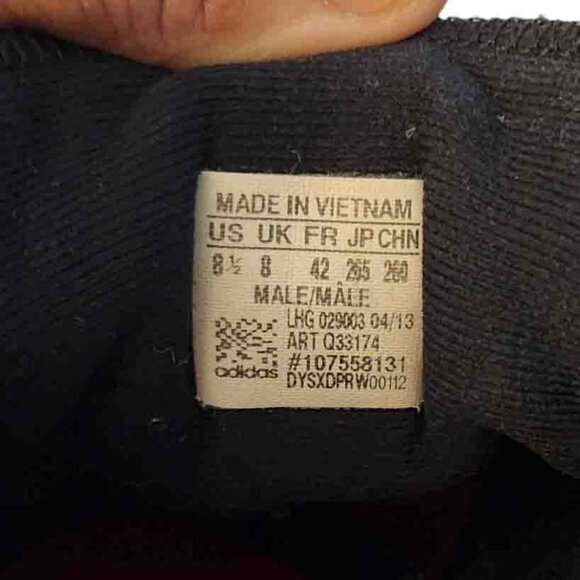 MADE IN VIETNAM
US UK FR JP CHN
8½ 8 42 265 260
MALE/MÂLE
LHG 029003 04/13
ART Q33174
#107558131
adidas DYSXDPRW00112